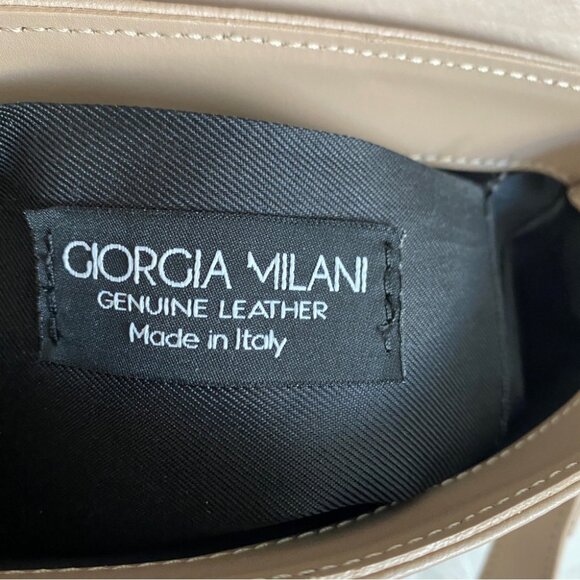 GIORGIA MILANI
GENUINE LEATHER
Made in Italy